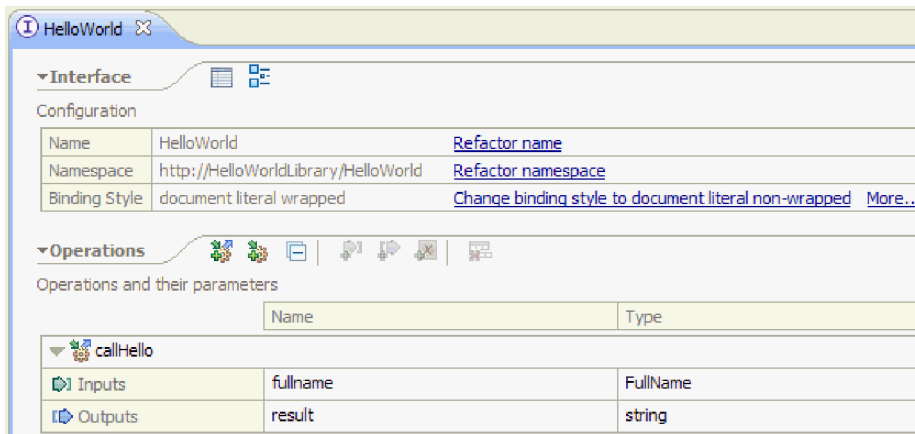 HelloWorld
Interface
Configuration
Name HelloWorld Refactor name
Namespace http://HelloWorldLibrary/HelloWorld Refactor namespace
Binding Style document literal wrapped Change binding style to document literal non-wrapped More..
Operations
Operations and their parameters
Name Type
callHello
Inputs fullname FullName
Outputs result string